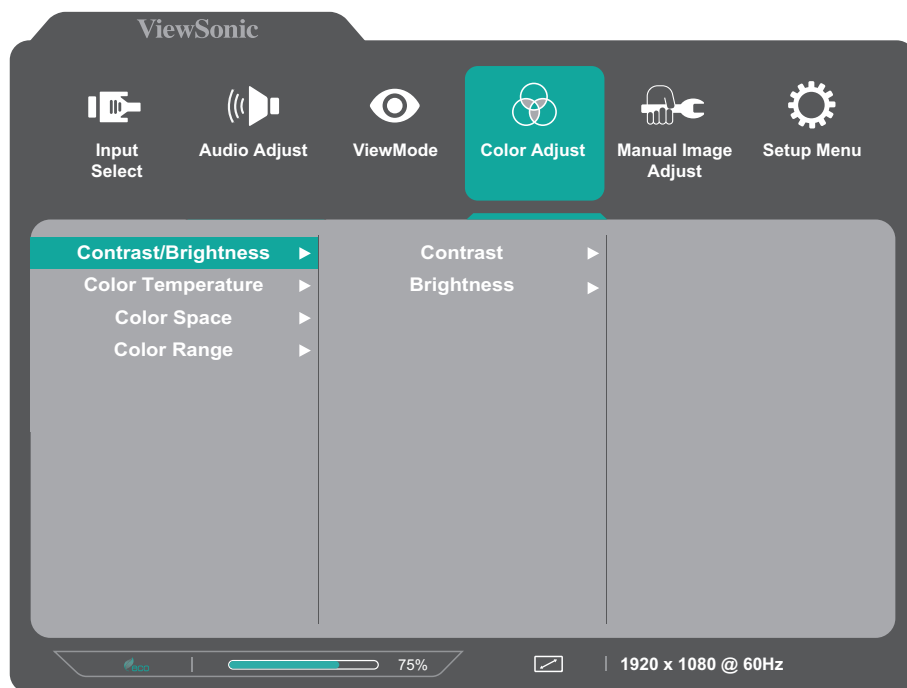 ViewSonic
Input
Select
Audio Adjust
ViewMode
Color Adjust
Manual Image
Adjust
Setup Menu
Contrast/Brightness
Color Temperature
Color Space
Color Range
Contrast
Brightness
ECO
75%
1920 x 1080 @ 60Hz